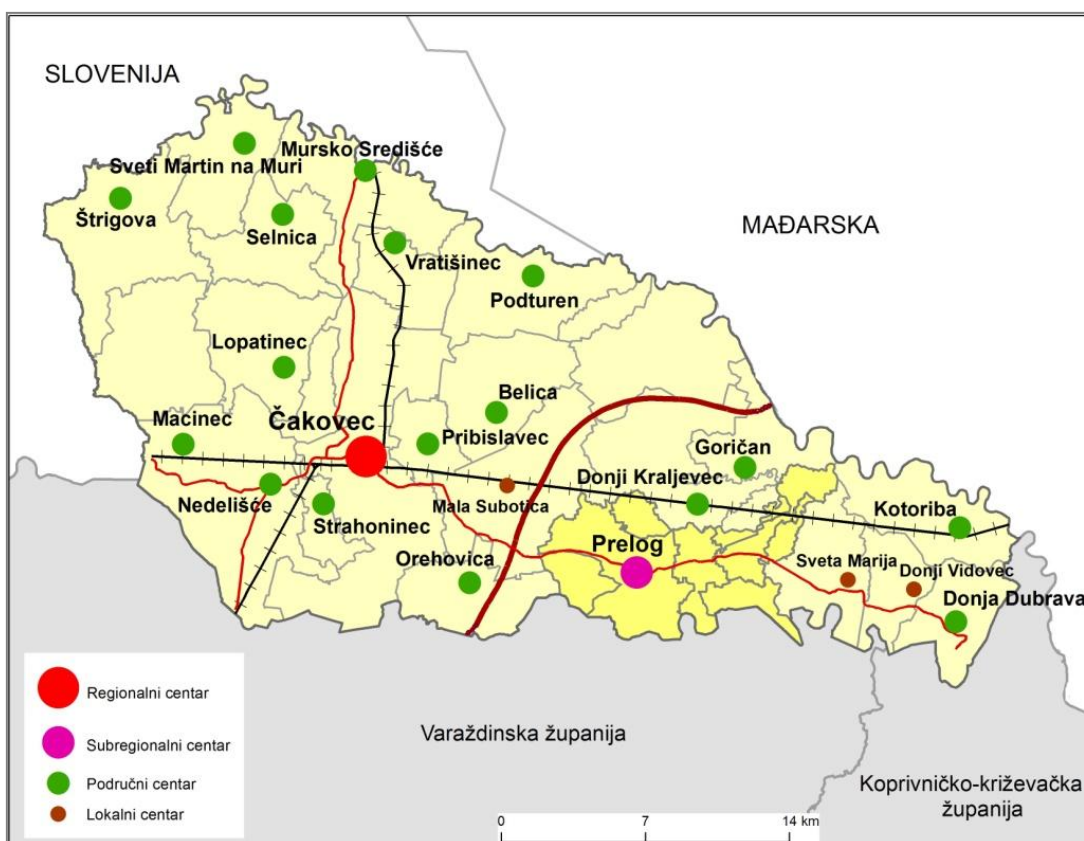 SLOVENIJA
Mursko Središće
Sveti Martin na Muri
Štrigova
Selnica
MAĐARSKA
Vratišinec
Podturen
Lopatinec
Belica
Macinec
Čakovec
Pribislavec
Goričan
Donji Kraljevec
Nedelišće
Strahoninec
Mala Subotica
Kotoriba
Prelog
Orehovica
Sveta Marija
Donji Vidovec
Donja Dubrava
Regionalni centar
Subregionalni centar
Područni centar
Lokalni centar
Varaždinska županija
Koprivničko-križevačka
županija
0 7 14 km